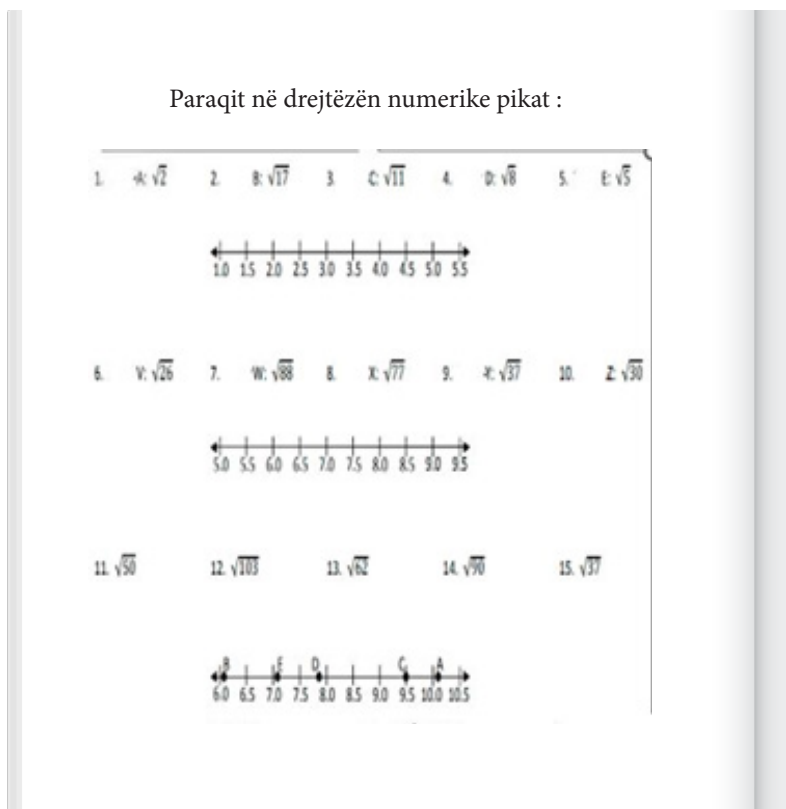 Paraqit në drejtëzën numerike pikat :
1. A: √2 2. B: √17 3. C: √11 4. D: √8 5. E: √5
1.0 1.5 2.0 2.5 3.0 3.5 4.0 4.5 5.0 5.5
6. V: √26 7. W: √88 8. X: √77 9. Y: √37 10. Z: √30
5.0 5.5 6.0 6.5 7.0 7.5 8.0 8.5 9.0 9.5
11. √50 12. √103 13. √62 14. √90 15. √37
B E D C A
6.0 6.5 7.0 7.5 8.0 8.5 9.0 9.5 10.0 10.5